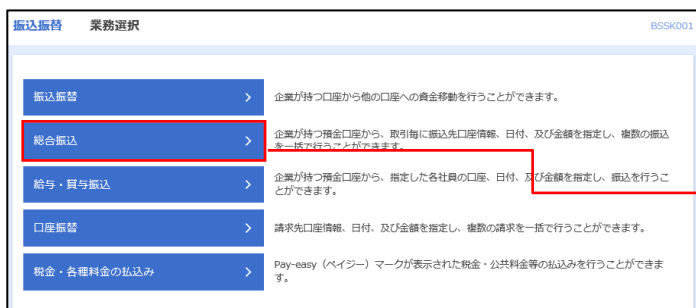 振込振替 業務選択 BSSK001
振込振替 企業が持つ口座から他の口座への資金移動を行うことができます。
総合振込 企業が持つ預金口座から、取引毎に振込先口座情報、日付、及び金額を指定し、複数の振込
を一括で行うことができます。
給与・賞与振込 企業が持つ預金口座から、指定した各社員の口座、日付、及び金額を指定し、振込を行うこ
とができます。
口座振替 請求先口座情報、日付、及び金額を指定し、複数の請求を一括で行うことができます。
税金・各種料金の払込み Pay-easy（ペイジー）マークが表示された税金・公共料金等の払込みを行うことができま
す。